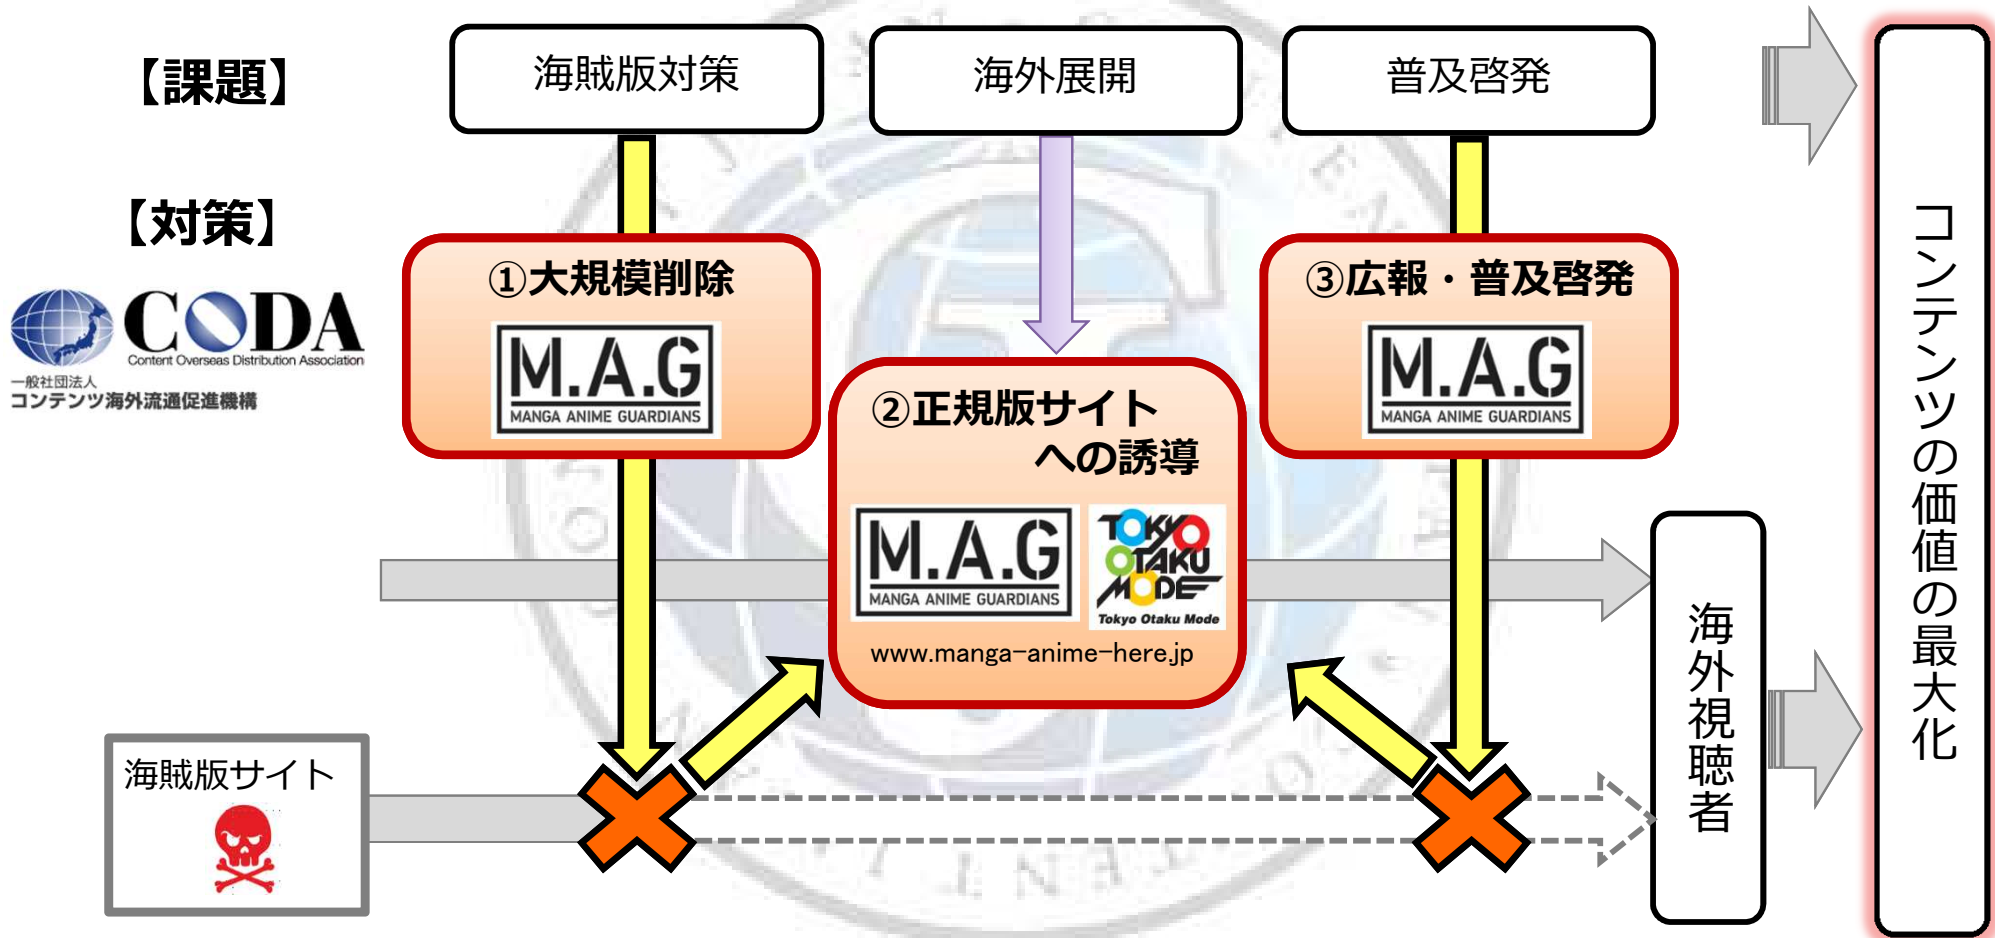 【課題】
海賊版対策
海外展開
普及啓発
【対策】
CODA
Content Overseas Distribution Association
一般社団法人
コンテンツ海外流通促進機構
①大規模削除
M.A.G
MANGA ANIME GUARDIANS
②正規版サイト
への誘導
M.A.G
MANGA ANIME GUARDIANS
TOKYO
OTAKU
MODE
Tokyo Otaku Mode
www.manga-anime-here.jp
③広報・普及啓発
M.A.G
MANGA ANIME GUARDIANS
海賊版サイト
海外視聴者
コンテンツの価値の最大化